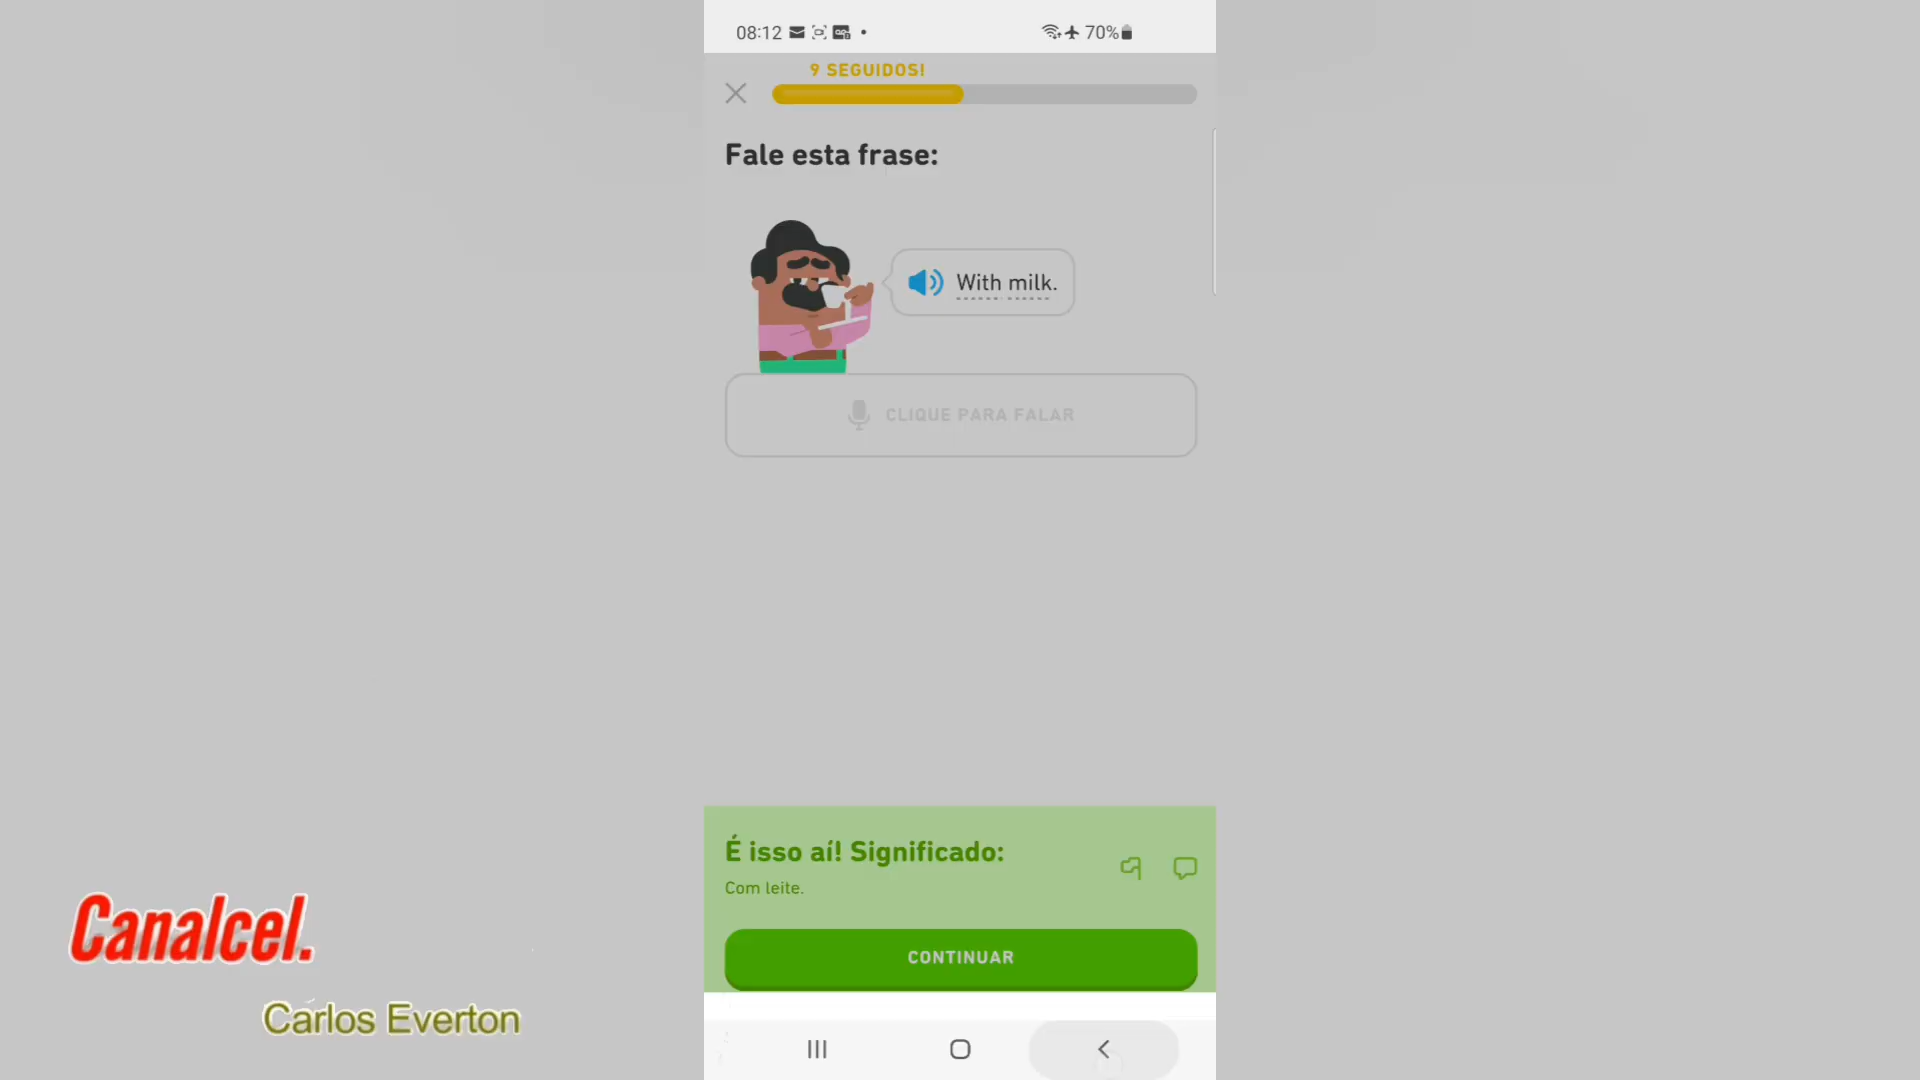 08:12
70%
9 SEGUIDOS!
Fale esta frase:
With milk.
CLIQUE PARA FALAR
É isso aí! Significado:
Com leite.
CONTINUAR
Canalcel.
Carlos Everton